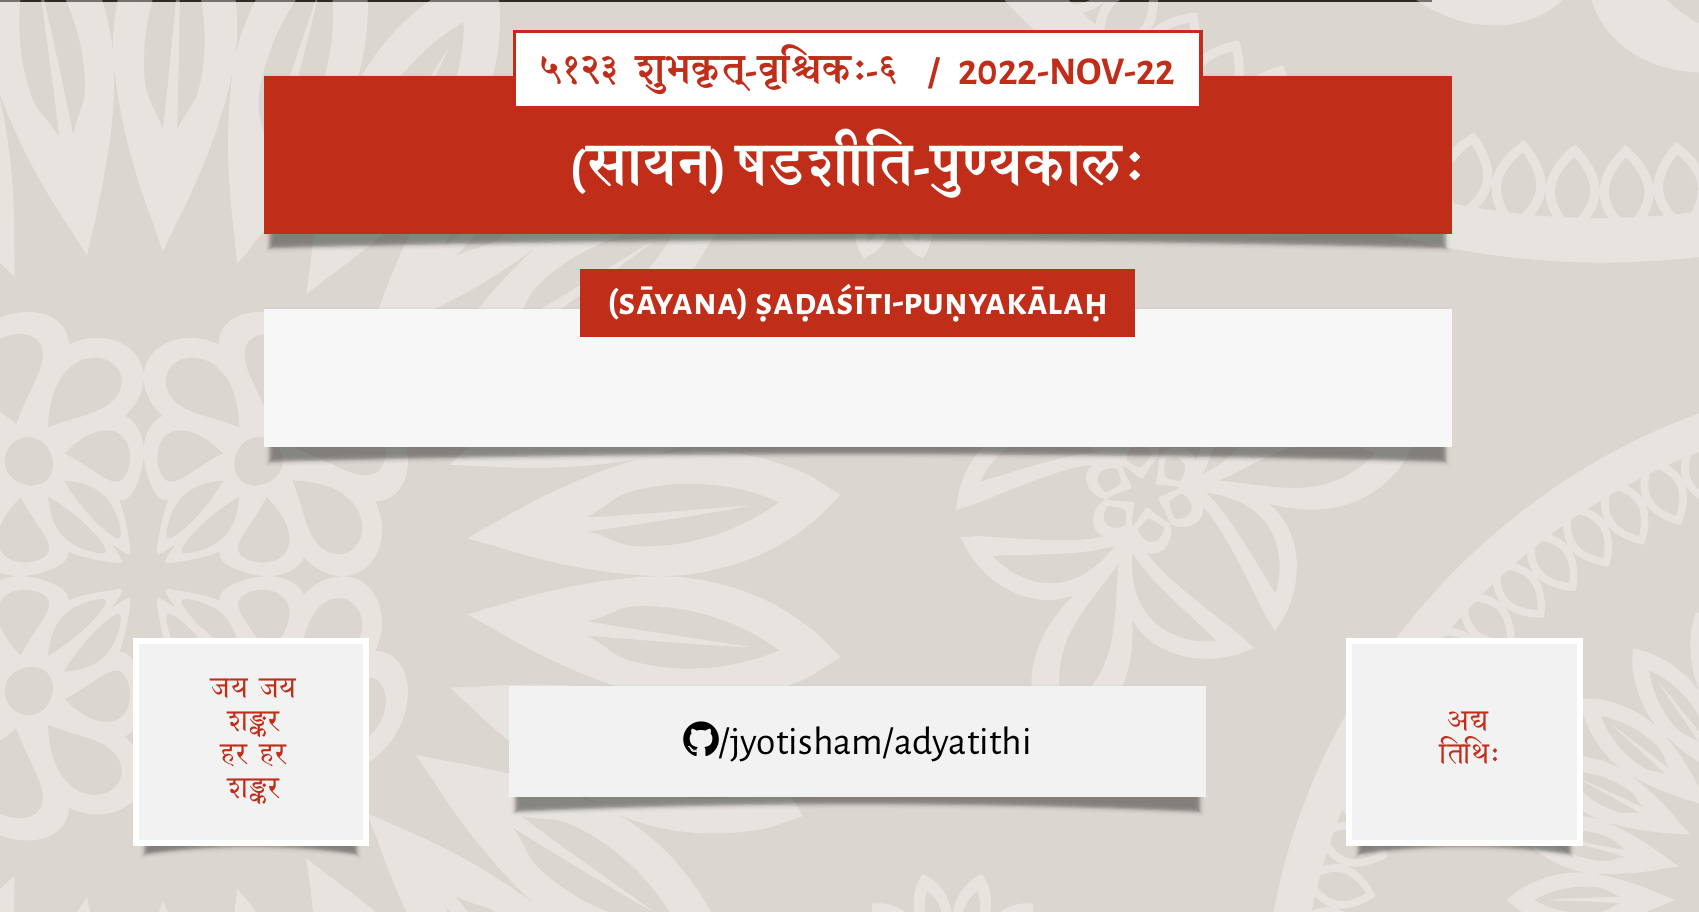 ५१२३ शुभकृत्-वृश्चिकः-६ / 2022-NOV-22
(सायन) षडशीति-पुण्यकालः
(SĀYANA) ṢAḌAŚĪTI-PUṆYAKĀLAḤ
जय जय
शङ्कर
हर हर
शङ्कर
/jyotisham/adyatithi
अद्य
तिथिः